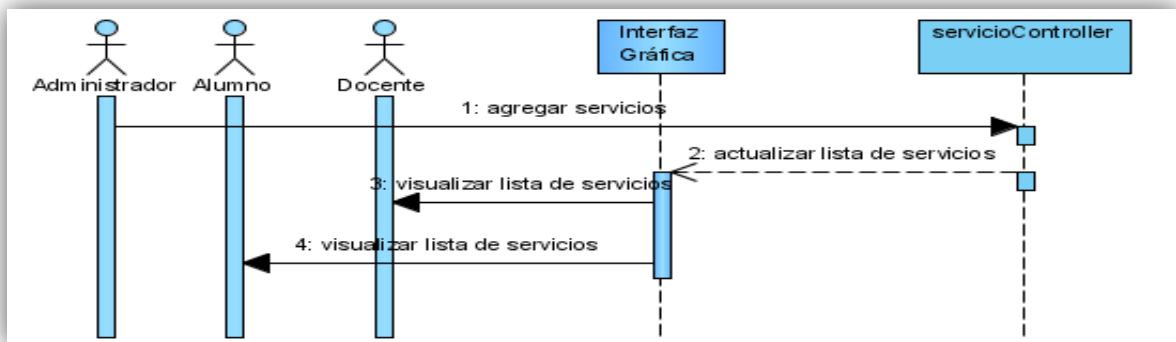 Interfaz
Gráfica
servicioController
Administrador
Alumno
Docente
1: agregar servicios
2: actualizar lista de servicios
3: visualizar lista de servicios
4: visualizar lista de servicios